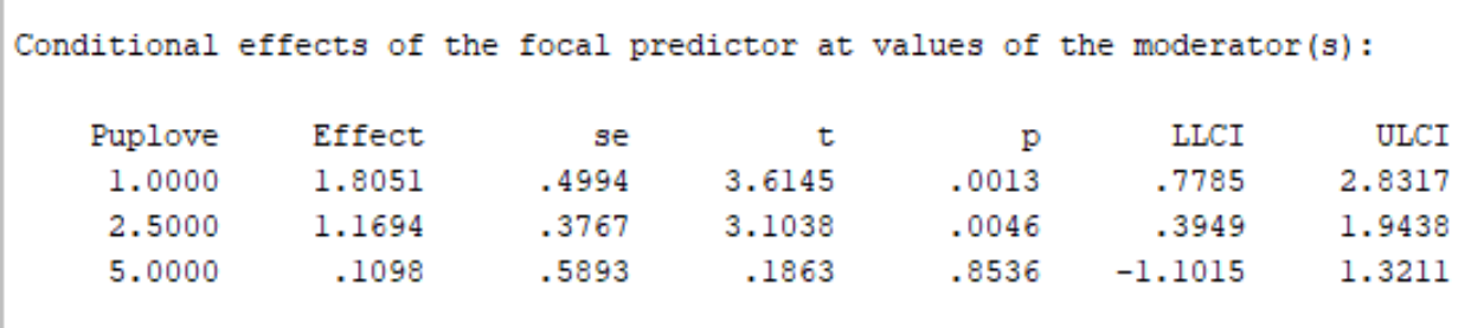 Conditional effects of the focal predictor at values of the moderator(s):
Puplove Effect se t p LLCI ULCI
1.0000 1.8051 .4994 3.6145 .0013 .7785 2.8317
2.5000 1.1694 .3767 3.1038 .0046 .3949 1.9438
5.0000 .1098 .5893 .1863 .8536 -1.1015 1.3211